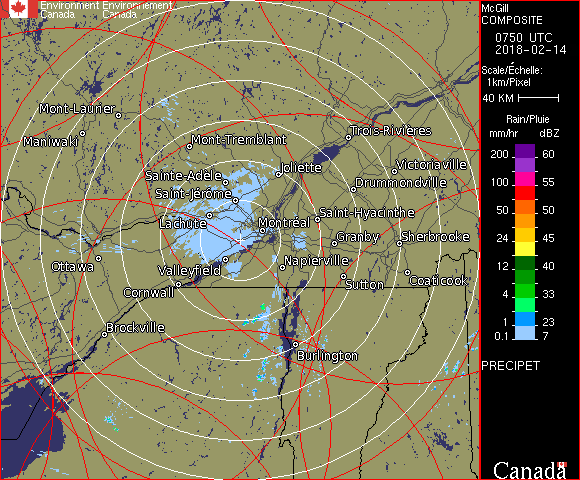 Environment Environnement
Canada Canada
McGill
COMPOSITE
0750 UTC
2018-02-14
Scale/Échelle:
1km/Pixel
40 KM
Rain/Pluie
mm/hr dBZ
200 60
100 55
50 50
24 45
12 40
4 33
1 23
0.1 7
PRECIPET
Canada
Mont-Laurier
Maniwaki
Mont-Tremblant
Trois-Rivières
Sainte-Adèle
Joliette
Victoriaville
Saint-Jérôme
Drummondville
Lachute
Montréal
Saint-Hyacinthe
Granby
Sherbrooke
Ottawa
Valleyfield
Napierville
Cornwall
Sutton
Coaticook
Brockville
Burlington